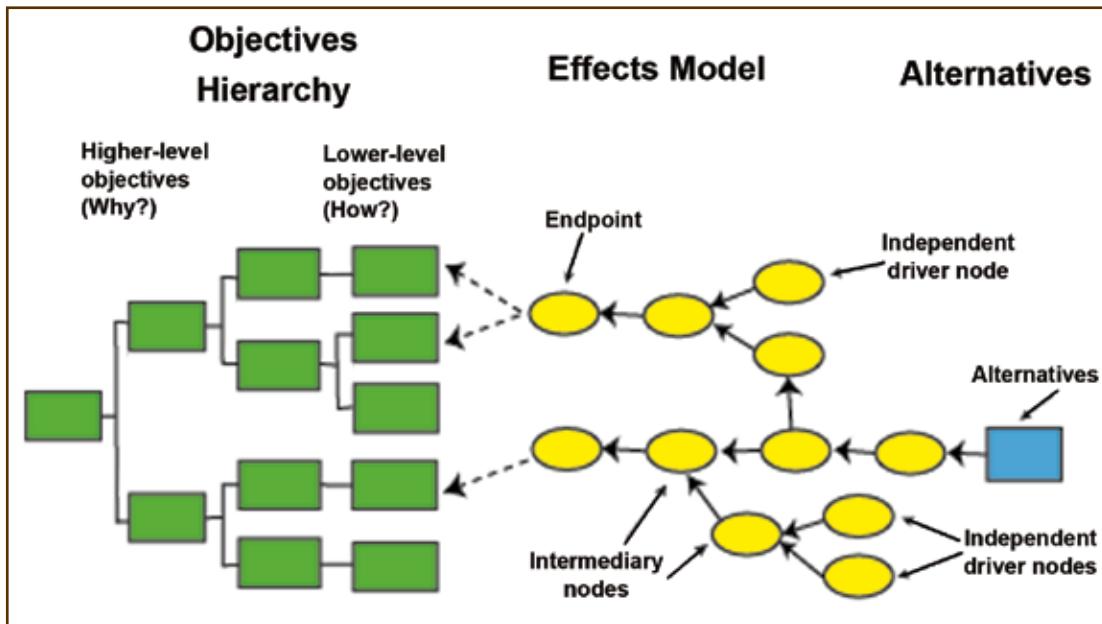 Objectives
Hierarchy
Effects Model
Alternatives
Higher-level
objectives
(Why?)
Lower-level
objectives
(How?)
Endpoint
Independent
driver node
Alternatives
Intermediary
nodes
Independent
driver nodes